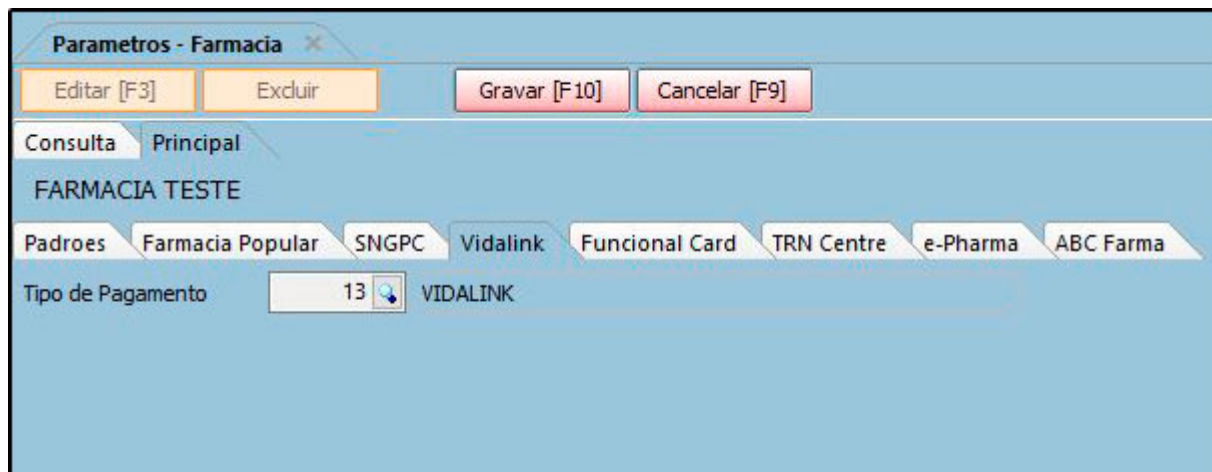 Parametros - Farmacia
Editar [F3] Excluir Gravar [F10] Cancelar [F9]
Consulta Principal
FARMACIA TESTE
Padroes Farmacia Popular SNGPC Vidalink Funcional Card TRN Centre e-Pharma ABC Farma
Tipo de Pagamento 13 VIDALINK